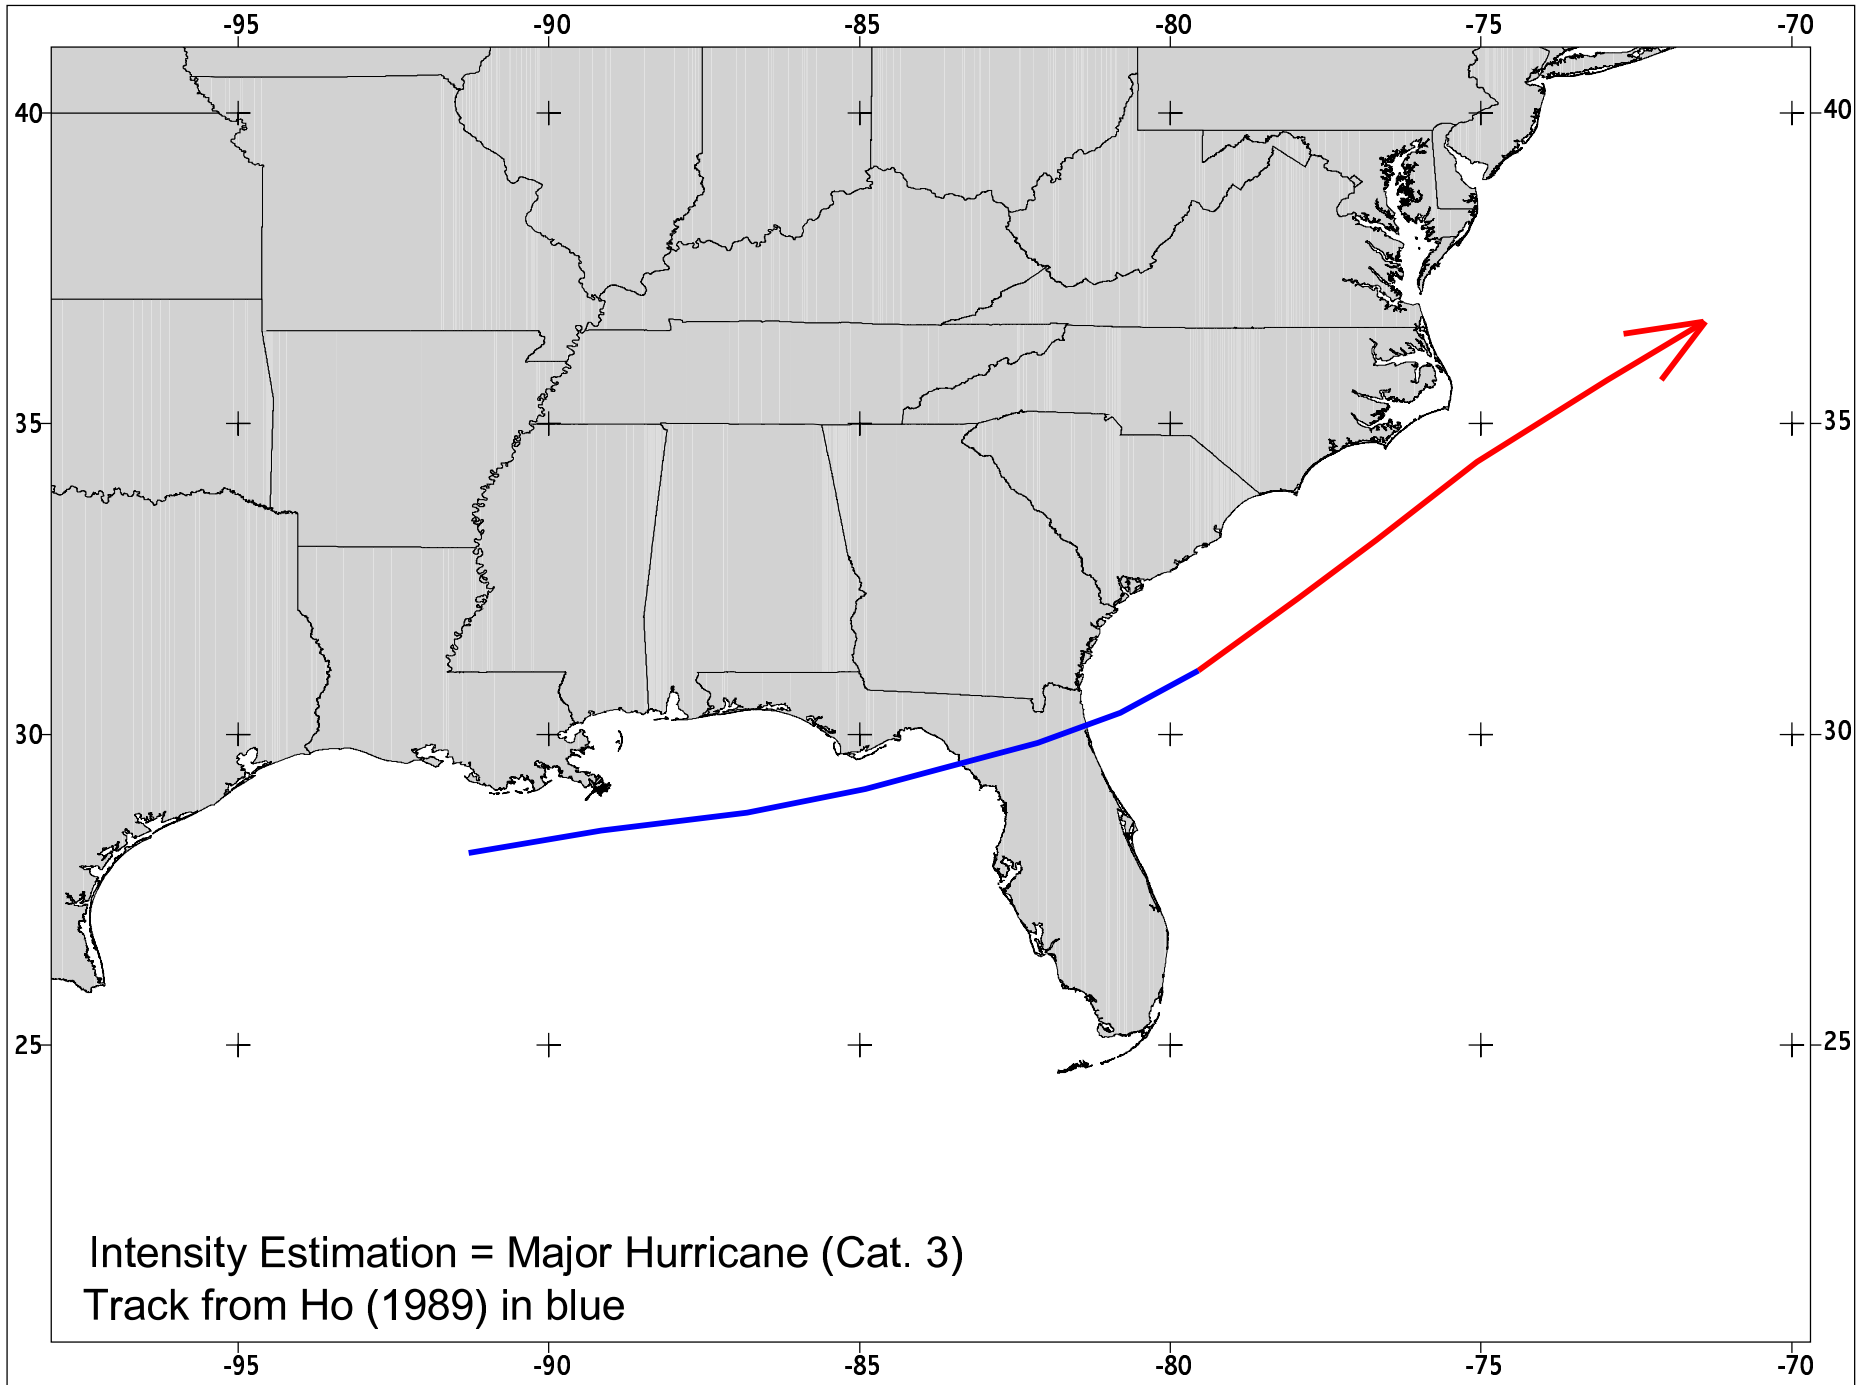 -95 -90 -85 -80 -75 -70
40 40
35 35
30 30
25 25
Intensity Estimation = Major Hurricane (Cat. 3)
Track from Ho (1989) in blue
-95 -90 -85 -80 -75 -70